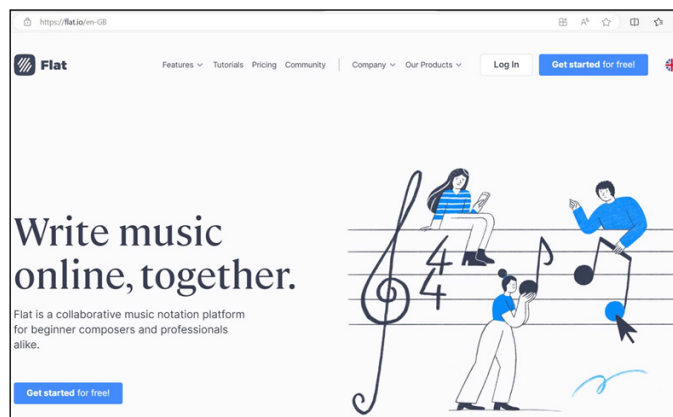 https://flat.io/en-GB
Flat
Features Tutorials Pricing Community Company Our Products Log In Get started for free!
Write music
online, together.
Flat is a collaborative music notation platform
for beginner composers and professionals
alike.
Get started for free!
4
4